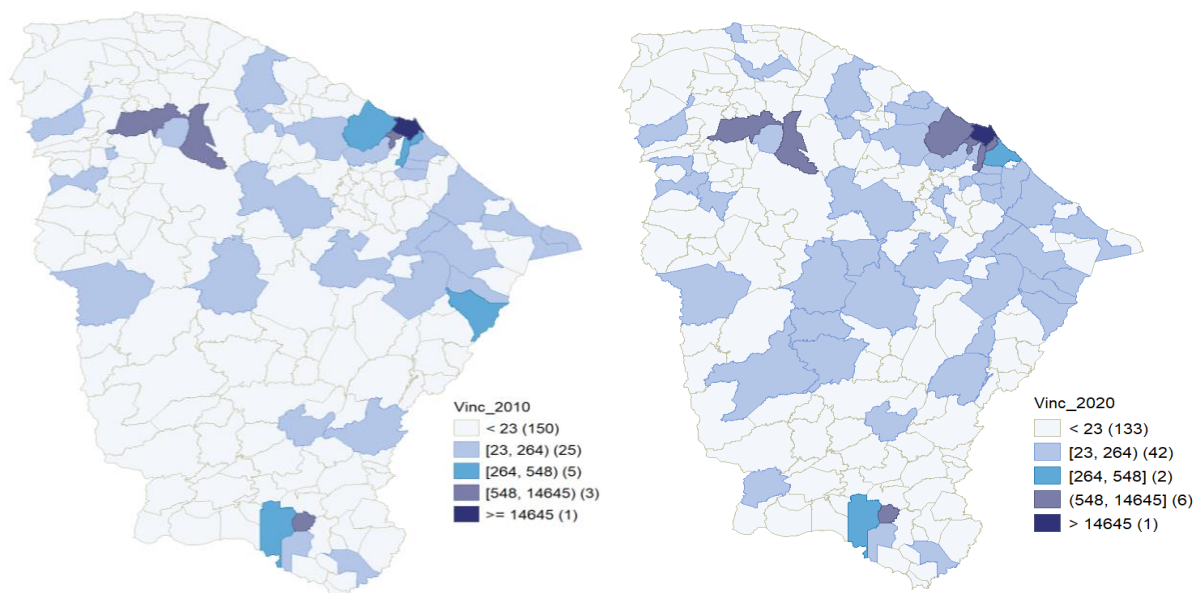 Vinc_2010
< 23 (150)
[23, 264) (25)
[264, 548) (5)
[548, 14645) (3)
>= 14645 (1)
Vinc_2020
< 23 (133)
[23, 264) (42)
[264, 548] (2)
(548, 14645] (6)
> 14645 (1)